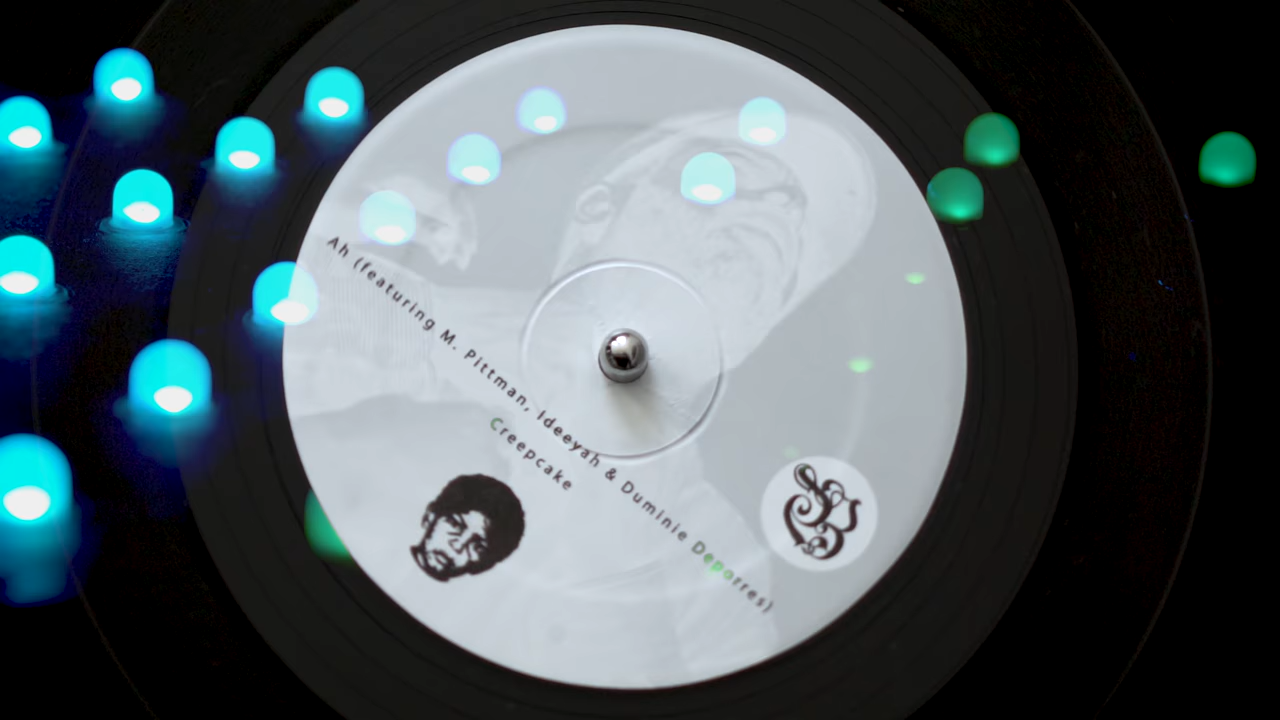 Ah (featuring M. Pittman, Ideeyah & Duminie Deporres)
Creepcake